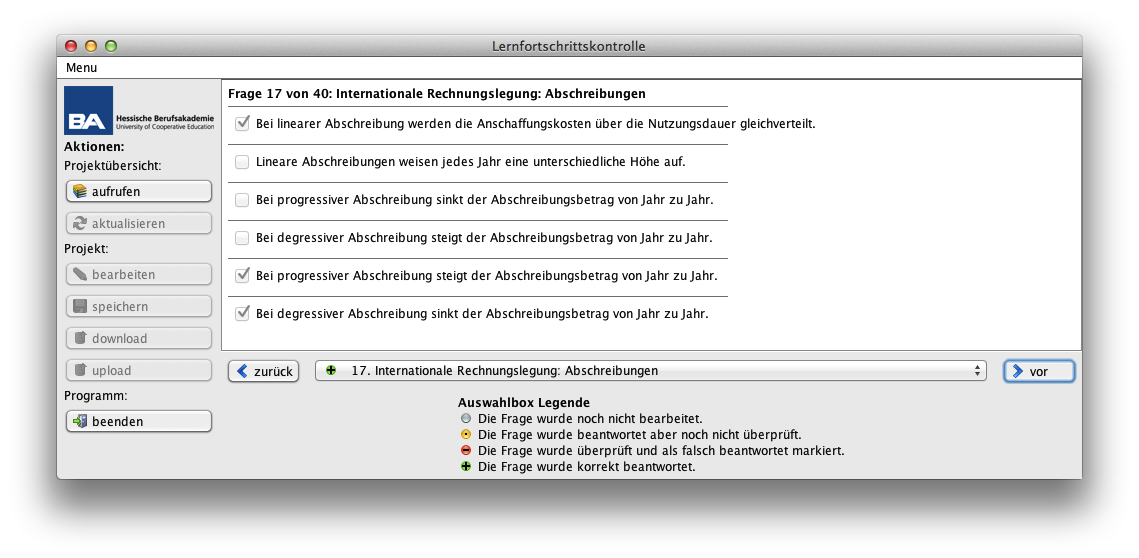 Lernfortschrittskontrolle
Menu
BA Hessische Berufsakademie
University of Cooperative Education
Aktionen:
Projektübersicht:
aufrufen
aktualisieren
Projekt:
bearbeiten
speichern
download
upload
Programm:
beenden
Frage 17 von 40: Internationale Rechnungslegung: Abschreibungen
Bei linearer Abschreibung werden die Anschaffungskosten über die Nutzungsdauer gleichverteilt.
Lineare Abschreibungen weisen jedes Jahr eine unterschiedliche Höhe auf.
Bei progressiver Abschreibung sinkt der Abschreibungsbetrag von Jahr zu Jahr.
Bei degressiver Abschreibung steigt der Abschreibungsbetrag von Jahr zu Jahr.
Bei progressiver Abschreibung steigt der Abschreibungsbetrag von Jahr zu Jahr.
Bei degressiver Abschreibung sinkt der Abschreibungsbetrag von Jahr zu Jahr.
zurück
17. Internationale Rechnungslegung: Abschreibungen
vor
Auswahlbox Legende
Die Frage wurde noch nicht bearbeitet.
Die Frage wurde beantwortet aber noch nicht überprüft.
Die Frage wurde überprüft und als falsch beantwortet markiert.
Die Frage wurde korrekt beantwortet.